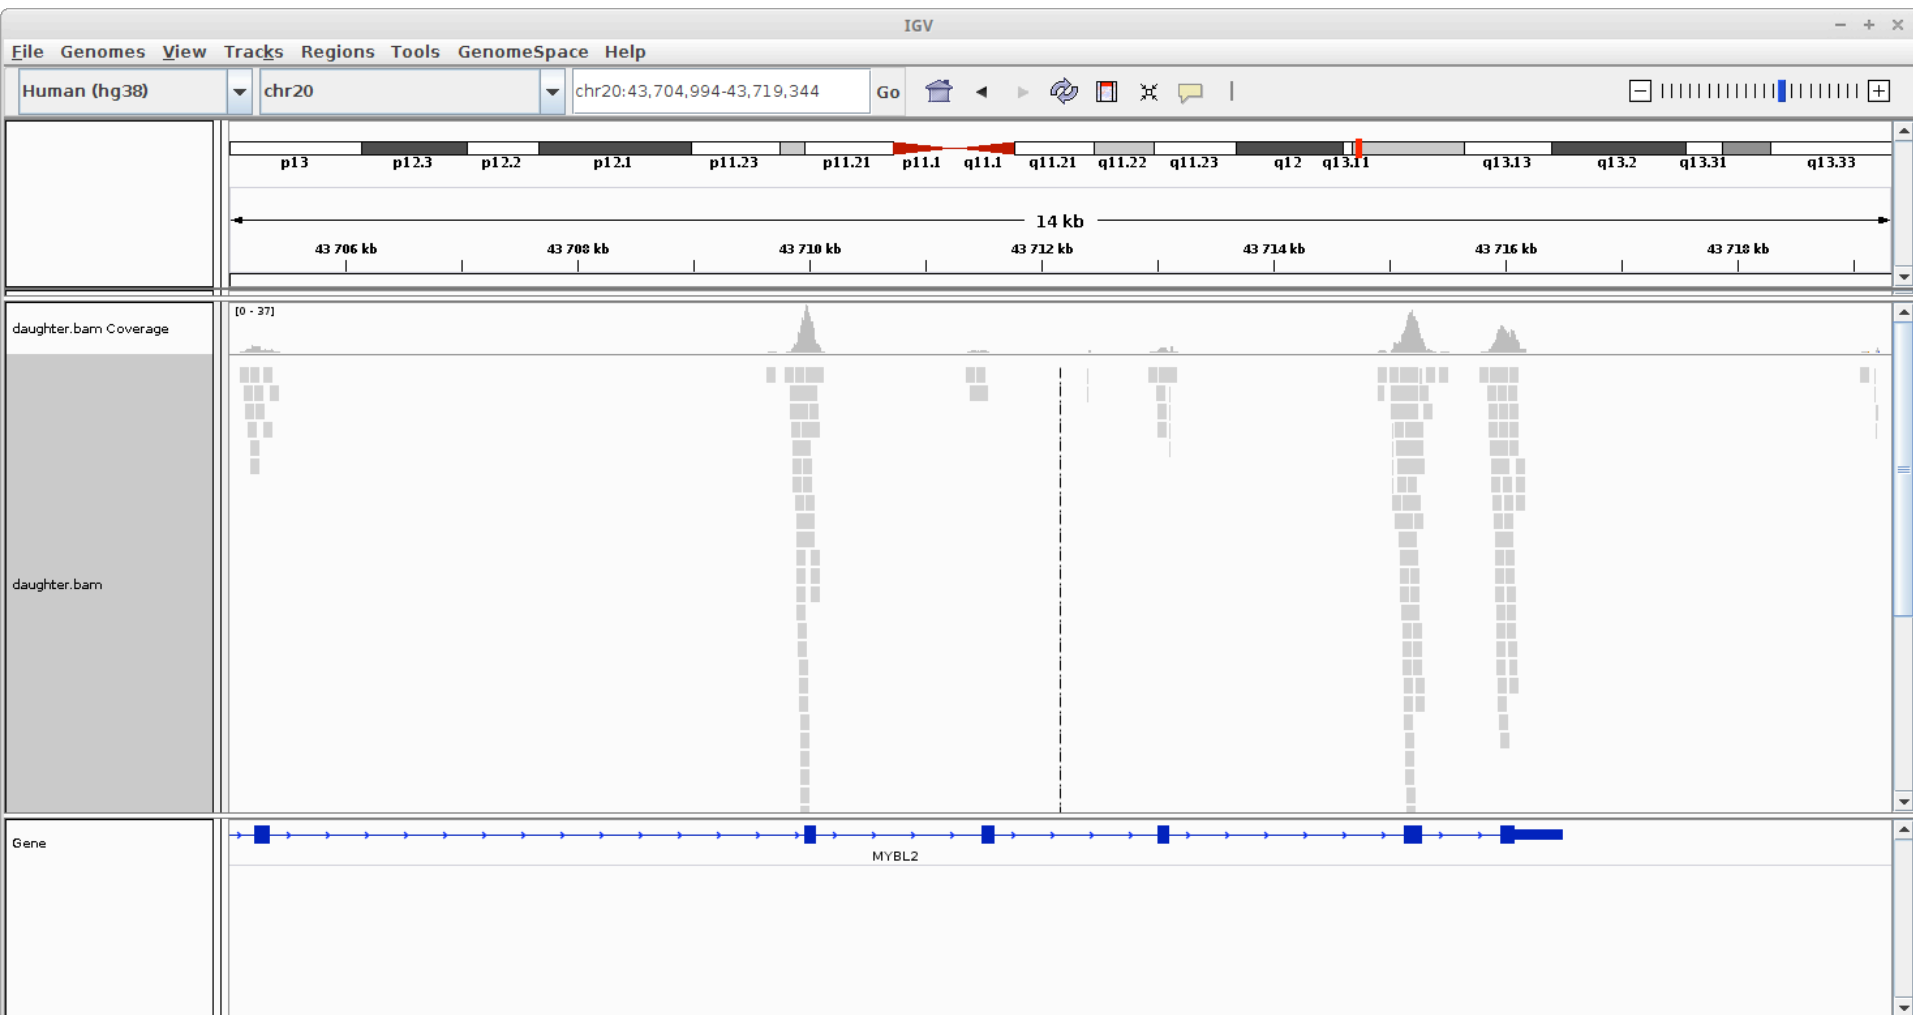 IGV
File Genomes View Tracks Regions Tools GenomeSpace Help
Human (hg38) chr20 chr20:43,704,994-43,719,344 Go
p13 p12.3 p12.2 p12.1 p11.23 p11.21 p11.1 q11.1 q11.21 q11.22 q11.23 q12 q13.11 q13.13 q13.2 q13.31 q13.33
14 kb
43 706 kb 43 708 kb 43 710 kb 43 712 kb 43 714 kb 43 716 kb 43 718 kb
[0 - 37]
daughter.bam Coverage
daughter.bam
Gene
MYBL2